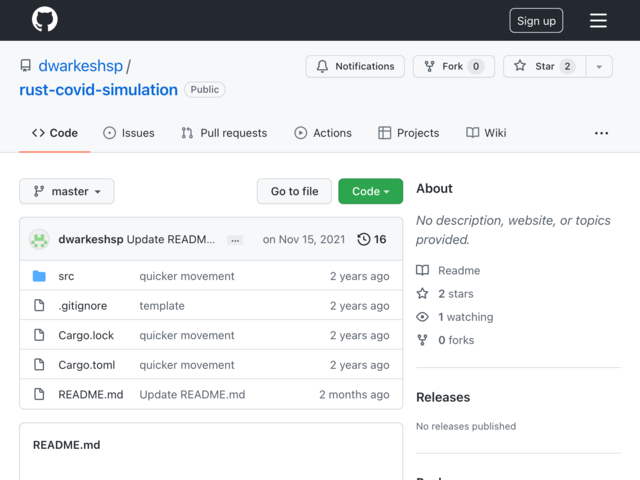 Sign up
dwarkeshsp /
rust-covid-simulation Public
Notifications
Fork 0
Star 2
Code
Issues
Pull requests
Actions
Projects
Wiki
...
master
Go to file
Code
dwarkeshsp Update READM... ... on Nov 15, 2021 16
src quicker movement 2 years ago
.gitignore template 2 years ago
Cargo.lock quicker movement 2 years ago
Cargo.toml quicker movement 2 years ago
README.md Update README.md 2 months ago
README.md
About
No description, website, or topics
provided.
Readme
2 stars
1 watching
0 forks
Releases
No releases published